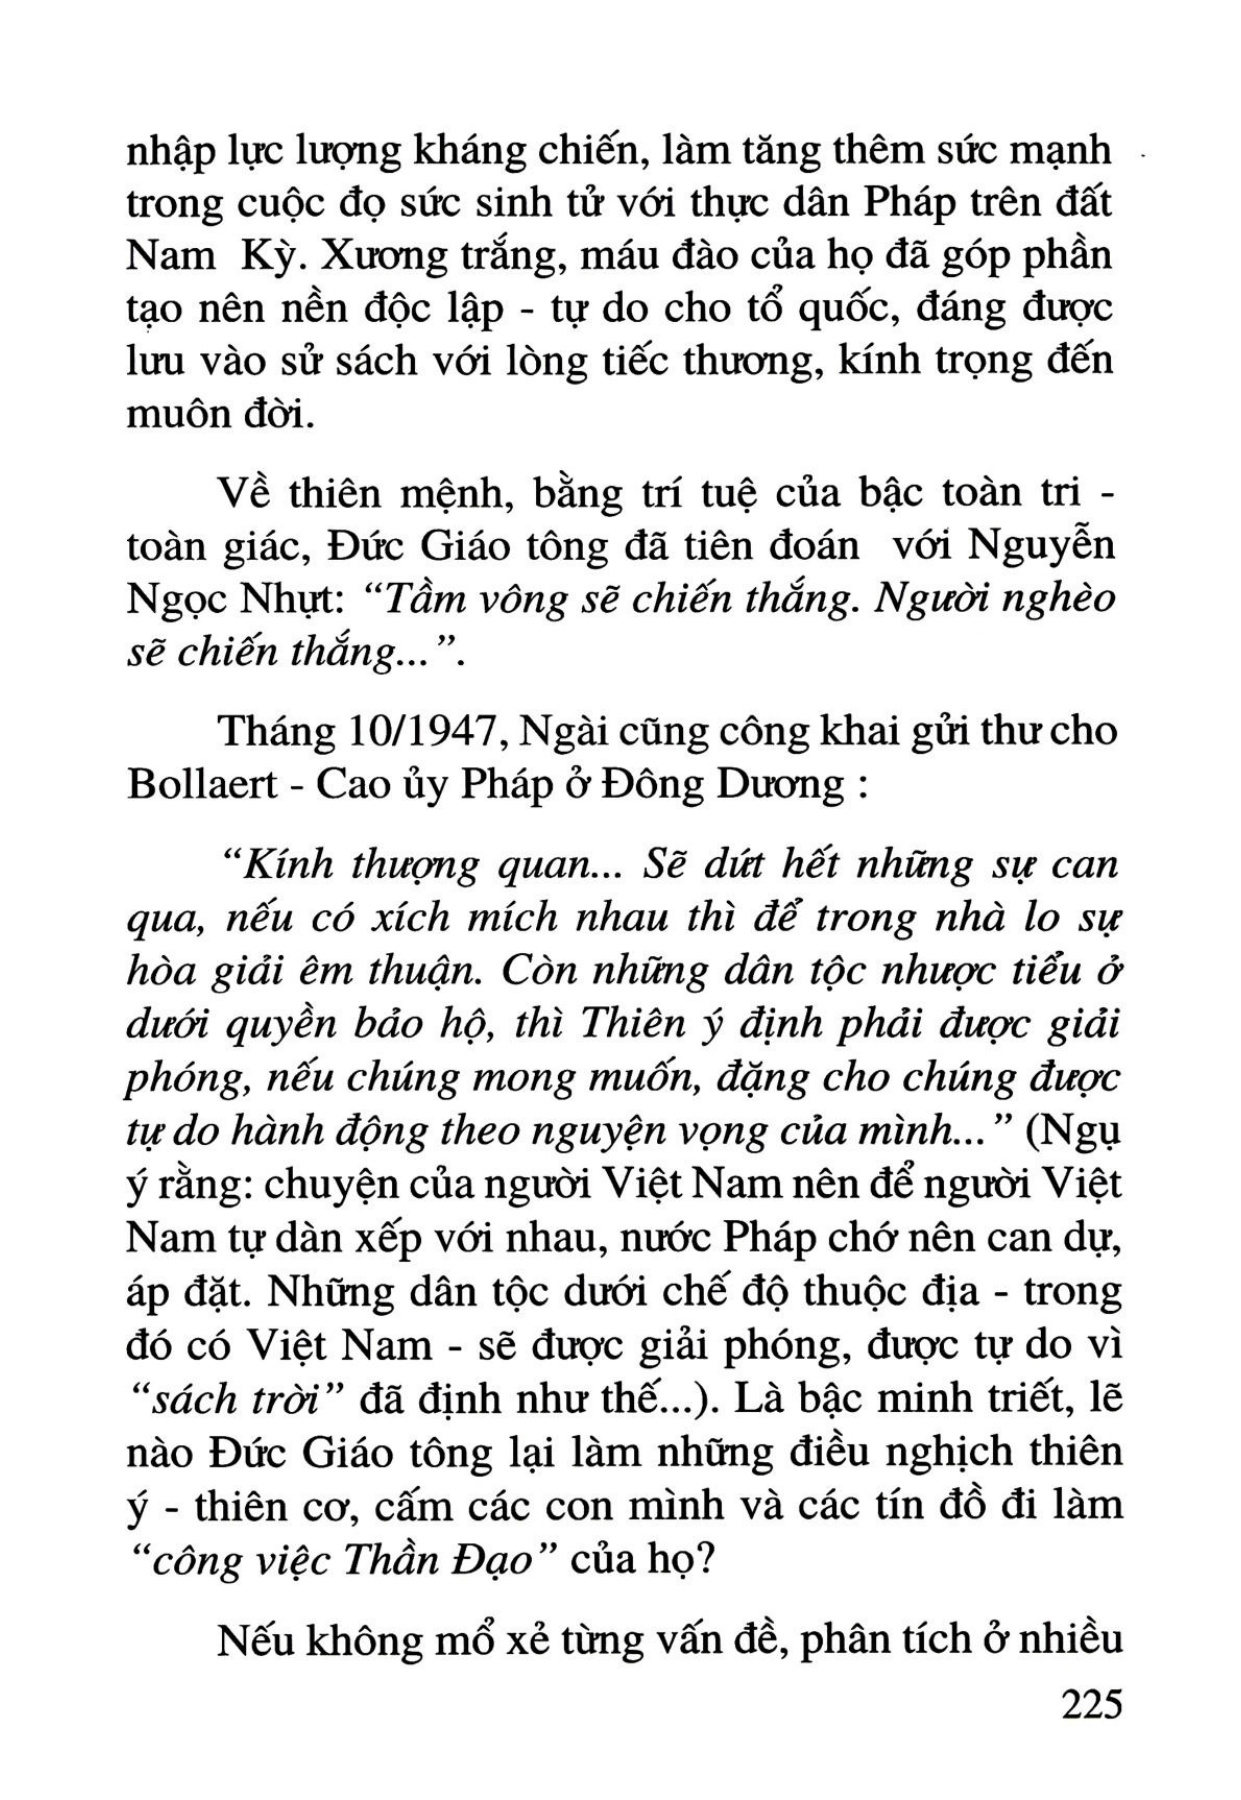 nhập lực lượng kháng chiến, làm tăng thêm sức mạnh
trong cuộc đọ sức sinh tử với thực dân Pháp trên đất
Nam Kỳ. Xương trắng, máu đào của họ đã góp phần
tạo nên nền độc lập - tự do cho tổ quốc, đáng được
lưu vào sử sách với lòng tiếc thương, kính trọng đến
muôn đời.
Về thiên mệnh, bằng trí tuệ của bậc toàn tri -
toàn giác, Đức Giáo tông đã tiên đoán với Nguyễn
Ngọc Nhựt: “Tầm vông sẽ chiến thắng. Người nghèo
sẽ chiến thắng...”.
Tháng 10/1947, Ngài cũng công khai gửi thư cho
Bollaert - Cao ủy Pháp ở Đông Dương :
“Kính thượng quan... Sẽ dứt hết những sự can
qua, nếu có xích mích nhau thì để trong nhà lo sự
hòa giải êm thuận. Còn những dân tộc nhược tiểu ở
dưới quyền bảo hộ, thì Thiên ý định phải được giải
phóng, nếu chúng mong muốn, đặng cho chúng được
tự do hành động theo nguyện vọng của mình...” (Ngụ
ý rằng: chuyện của người Việt Nam nên để người Việt
Nam tự dàn xếp với nhau, nước Pháp chớ nên can dự,
áp đặt. Những dân tộc dưới chế độ thuộc địa - trong
đó có Việt Nam - sẽ được giải phóng, được tự do vì
“sách trời” đã định như thế...). Là bậc minh triết, lẽ
nào Đức Giáo tông lại làm những điều nghịch thiên
ý - thiên cơ, cấm các con mình và các tín đồ đi làm
“công việc Thần Đạo” của họ?
Nếu không mổ xẻ từng vấn đề, phân tích ở nhiều
225